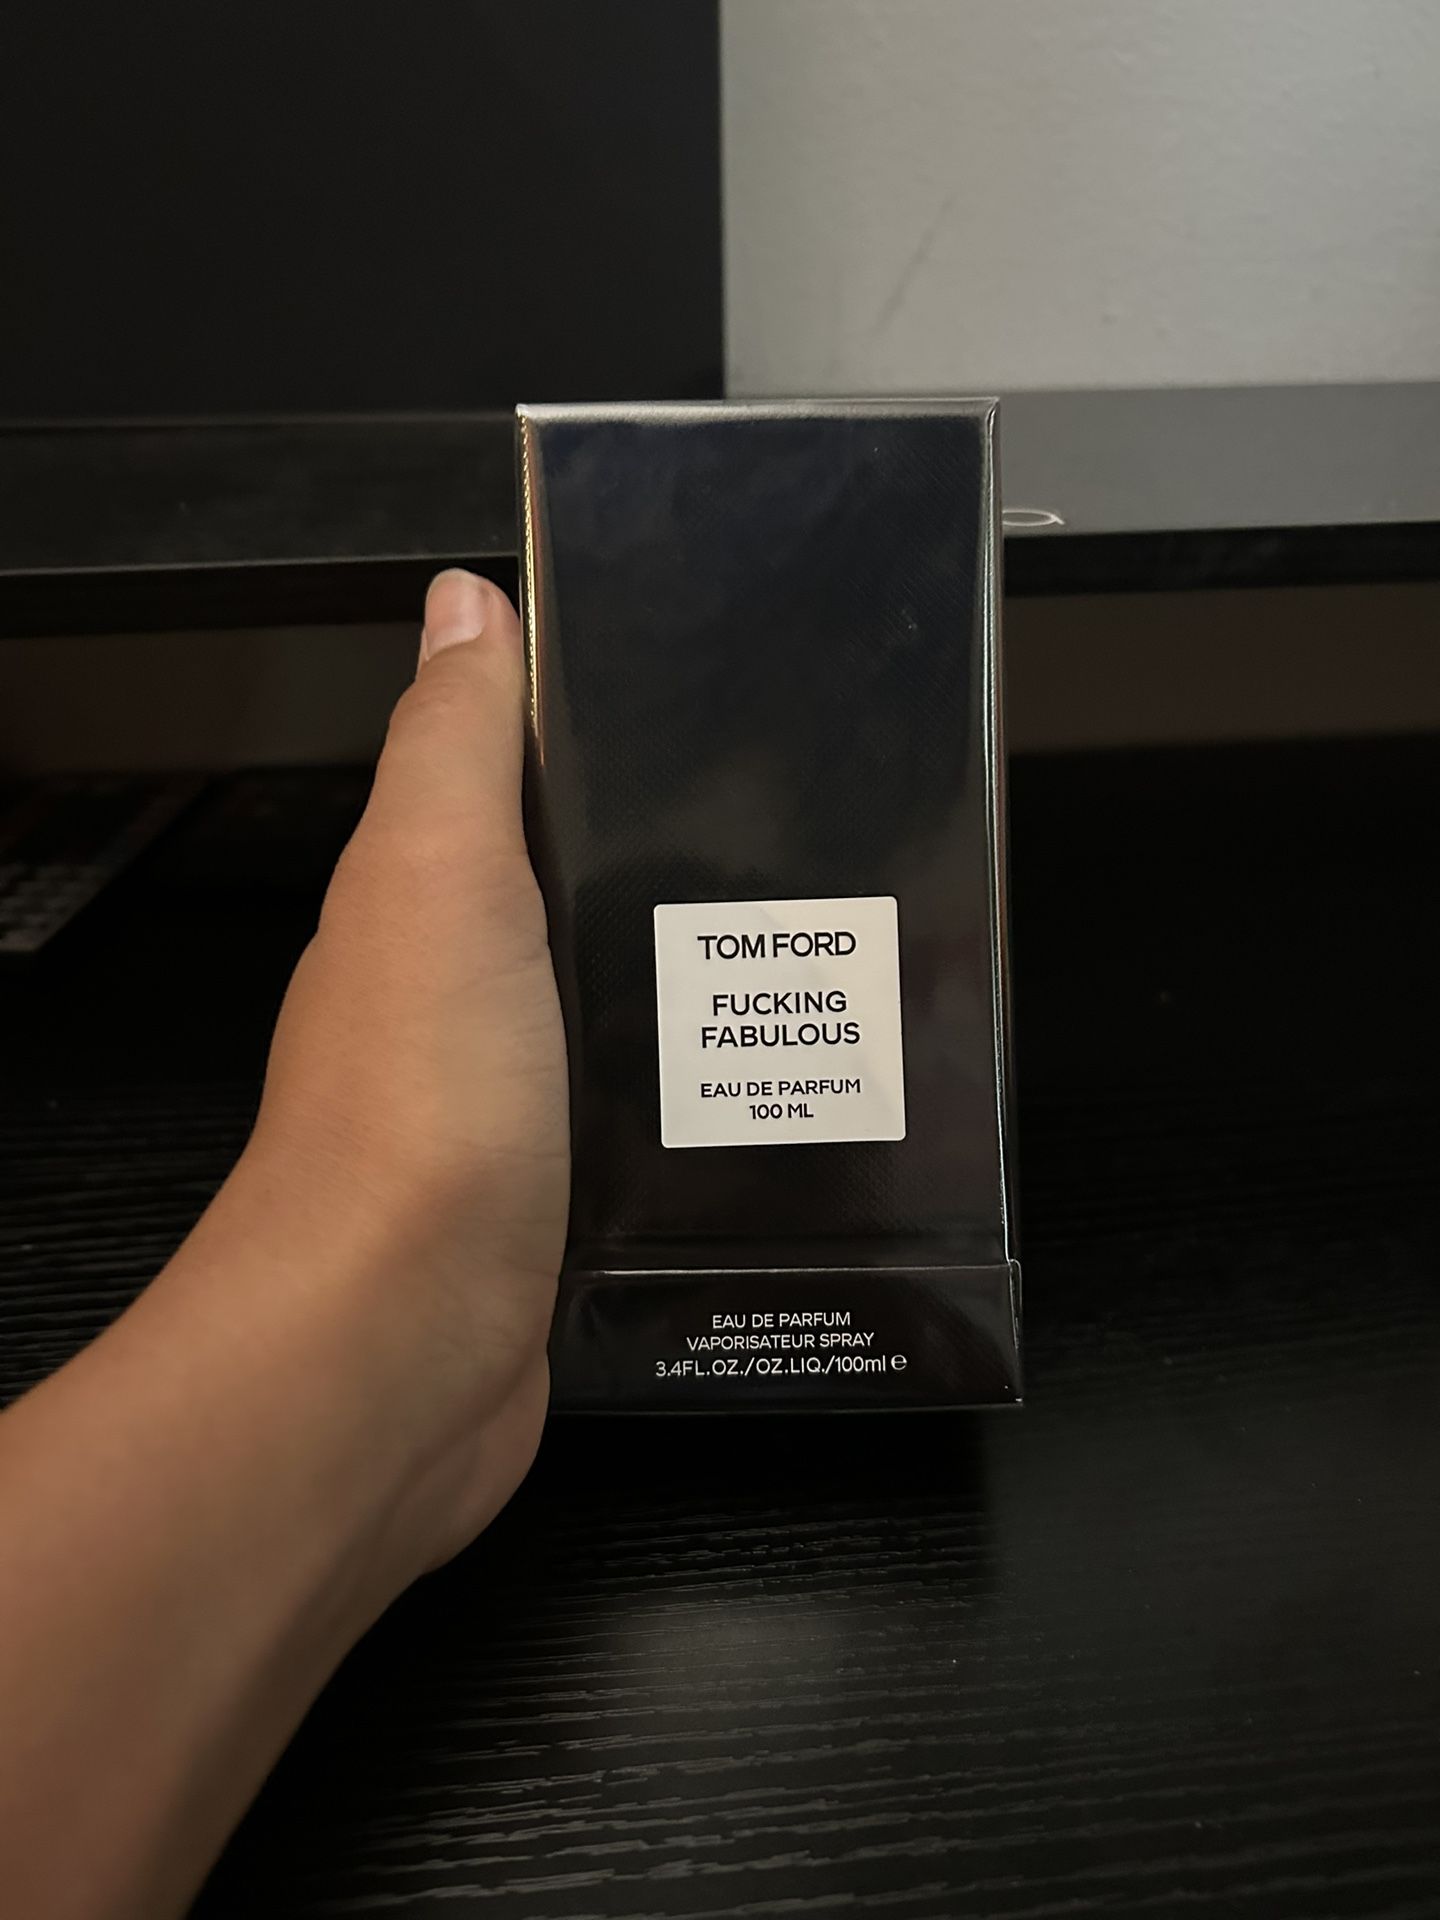 TOM FORD
FUCKING
FABULOUS
EAU DE PARFUM
100 ML
EAU DE PARFUM
VAPORISATEUR SPRAY
3.4FL.OZ./OZ.LIQ./100ml ℮